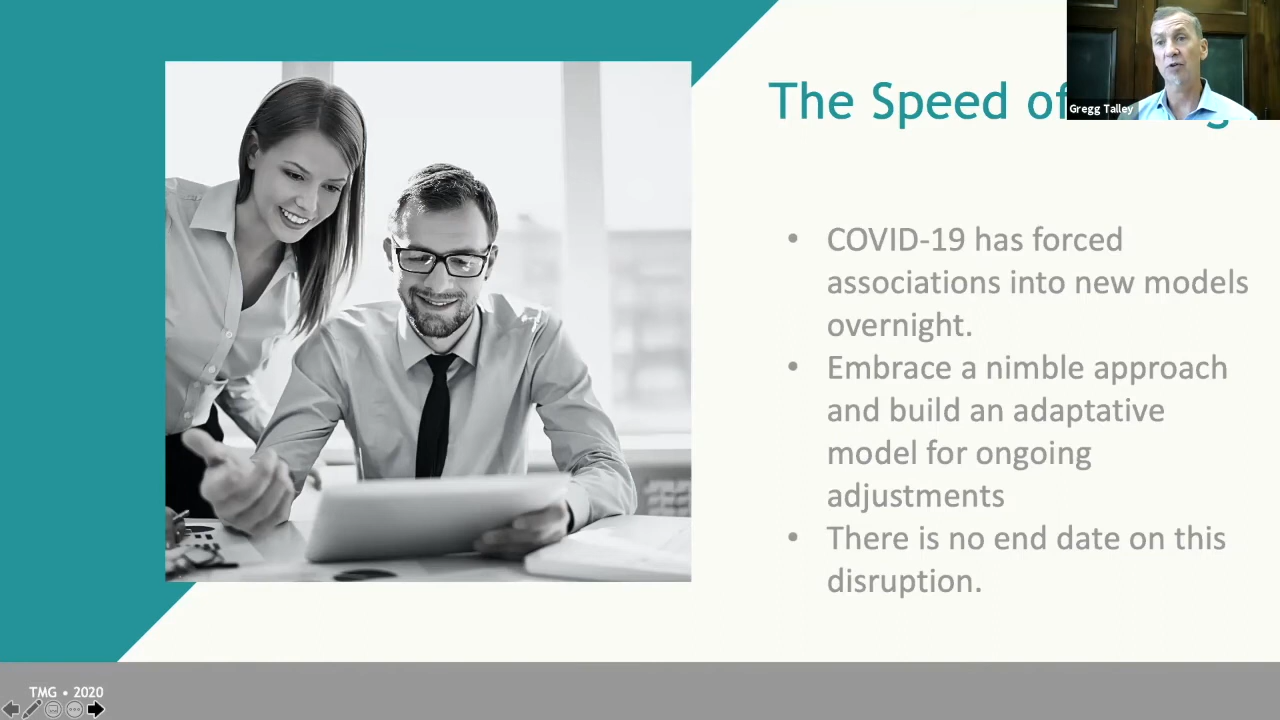 The Speed of
Gregg Talley
• COVID-19 has forced
associations into new models
overnight.
• Embrace a nimble approach
and build an adaptative
model for ongoing
adjustments
• There is no end date on this
disruption.
TMG • 2020